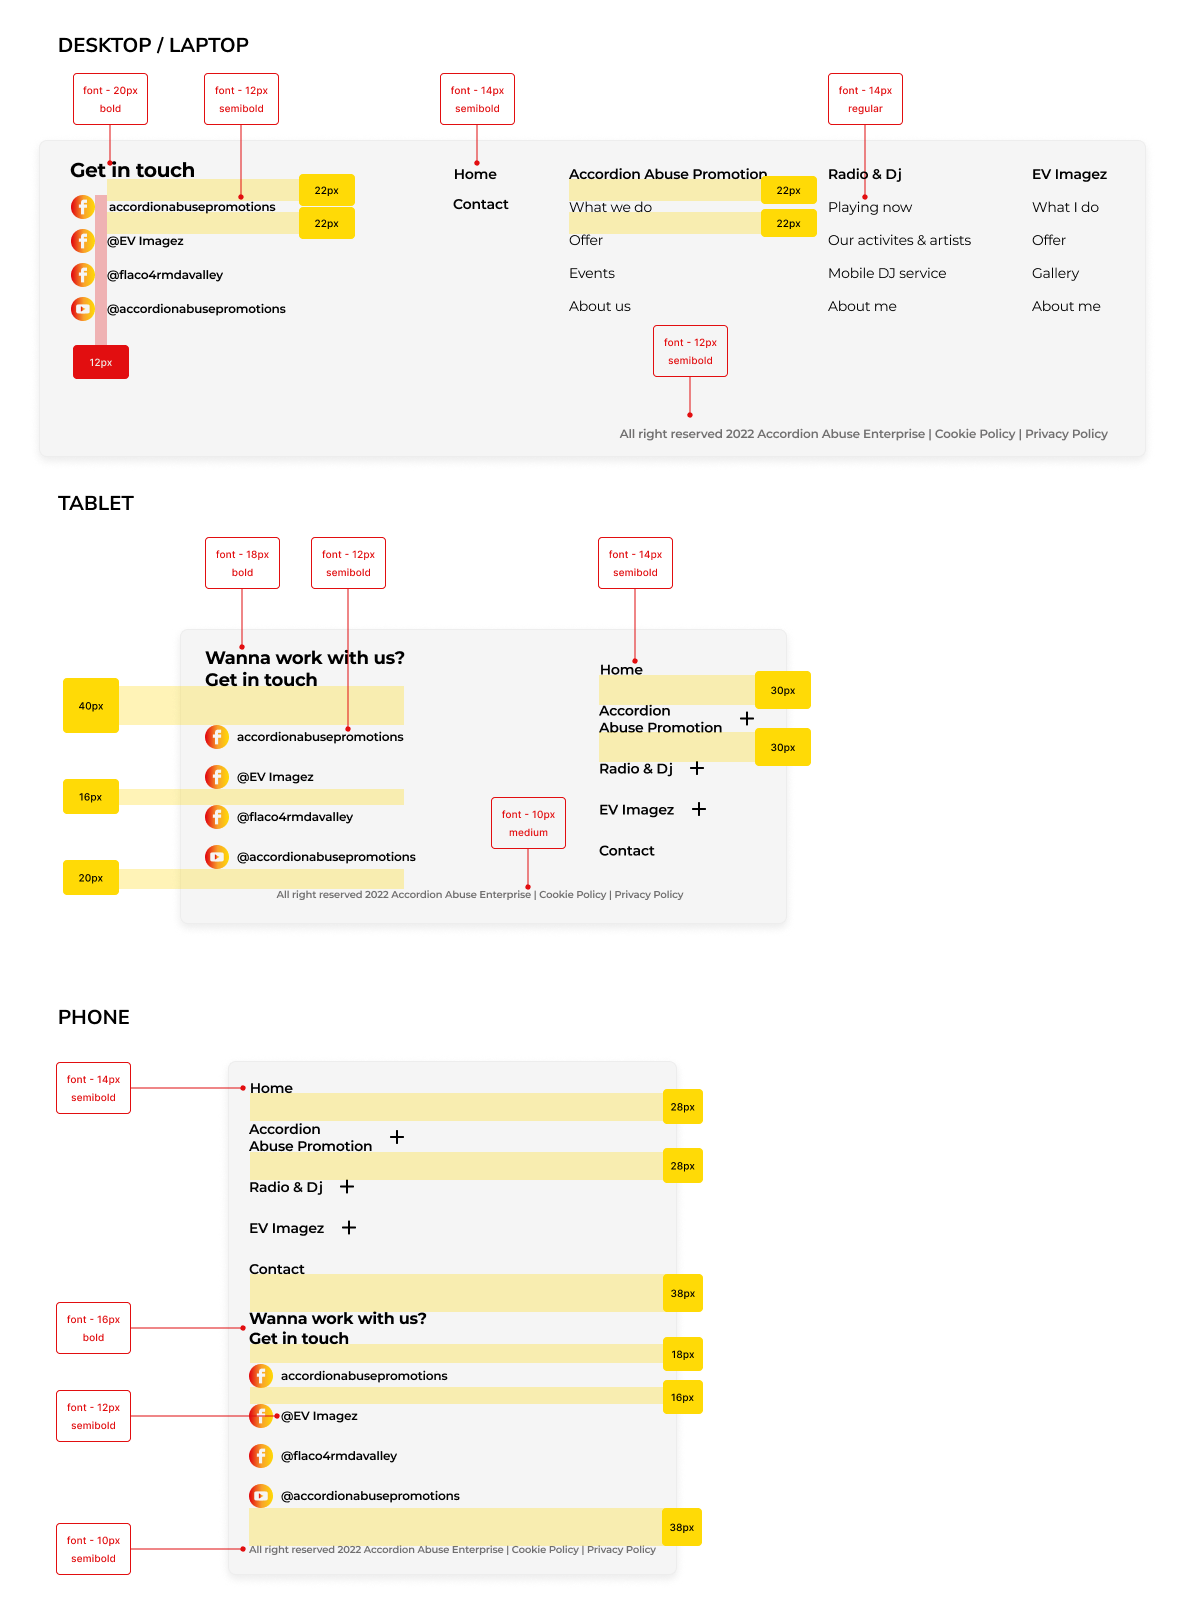 DESKTOP / LAPTOP
font - 20px
bold
font - 12px
semibold
font - 14px
semibold
font - 14px
regular
Get in touch
22px
accordionabusepromotions
22px
@EV Imagez
@flaco4rmdavalley
@accordionabusepromotions
12px
Home
Contact
Accordion Abuse Promotion
22px
What we do
22px
Offer
Events
About us
Radio & Dj
Playing now
Our activites & artists
Mobile DJ service
About me
EV Imagez
What I do
Offer
Gallery
About me
font - 12px
semibold
All right reserved 2022 Accordion Abuse Enterprise | Cookie Policy | Privacy Policy
TABLET
font - 18px
bold
font - 12px
semibold
font - 14px
semibold
Wanna work with us?
Get in touch
40px
accordionabusepromotions
@EV Imagez
16px
@flaco4rmdavalley
@accordionabusepromotions
20px
Home
30px
Accordion
Abuse Promotion
30px
Radio & Dj
EV Imagez
Contact
font - 10px
medium
All right reserved 2022 Accordion Abuse Enterprise | Cookie Policy | Privacy Policy
PHONE
font - 14px
semibold
Home
28px
Accordion
Abuse Promotion
28px
Radio & Dj
EV Imagez
Contact
38px
font - 16px
bold
Wanna work with us?
Get in touch
18px
accordionabusepromotions
16px
font - 12px
semibold
@EV Imagez
@flaco4rmdavalley
@accordionabusepromotions
38px
font - 10px
semibold
All right reserved 2022 Accordion Abuse Enterprise | Cookie Policy | Privacy Policy